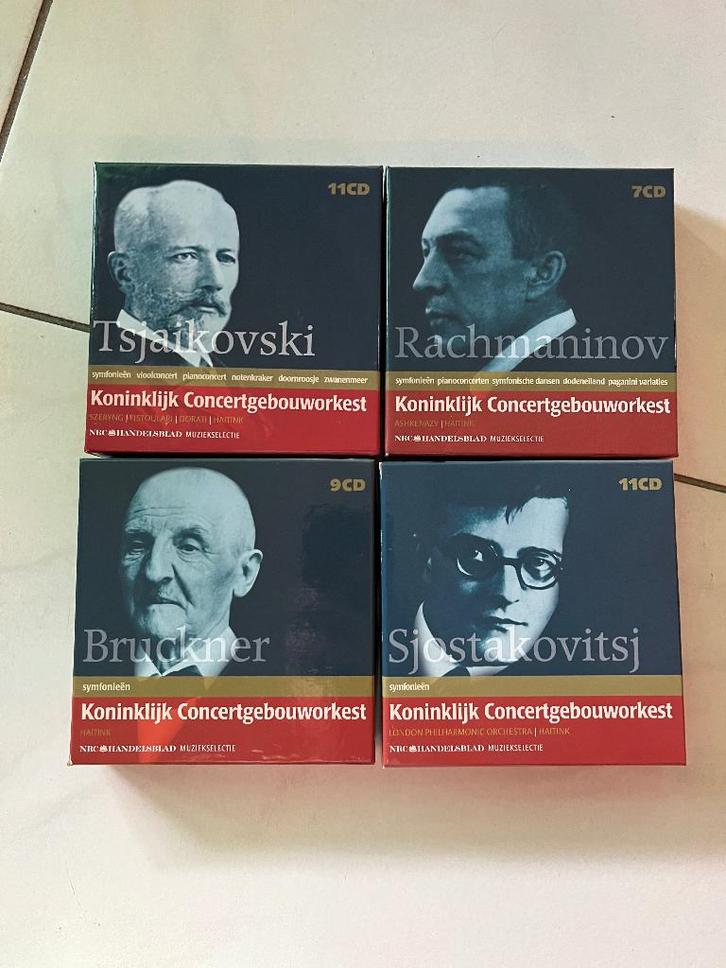 11CD
Tsjaikovski
symfonieën vioolconcert pianoconcert notenkraker doornroosje zwanenmeer
Koninklijk Concertgebouworkest
SZERYNG | FISTOULARI | DORATI | HAITINK
NRC HANDELSBLAD MUZIEKSELECTIE
7CD
Rachmaninov
symfonieën pianoconcerten symfonische dansen dodeneiland paganini variaties
Koninklijk Concertgebouworkest
ASHKENAZY | HAITINK
NRC HANDELSBLAD MUZIEKSELECTIE
9CD
Bruckner
symfonieën
Koninklijk Concertgebouworkest
HAITINK
NRC HANDELSBLAD MUZIEKSELECTIE
11CD
Sjostakovitsj
symfonieën
Koninklijk Concertgebouworkest
LONDON PHILHARMONIC ORCHESTRA | HAITINK
NRC HANDELSBLAD MUZIEKSELECTIE